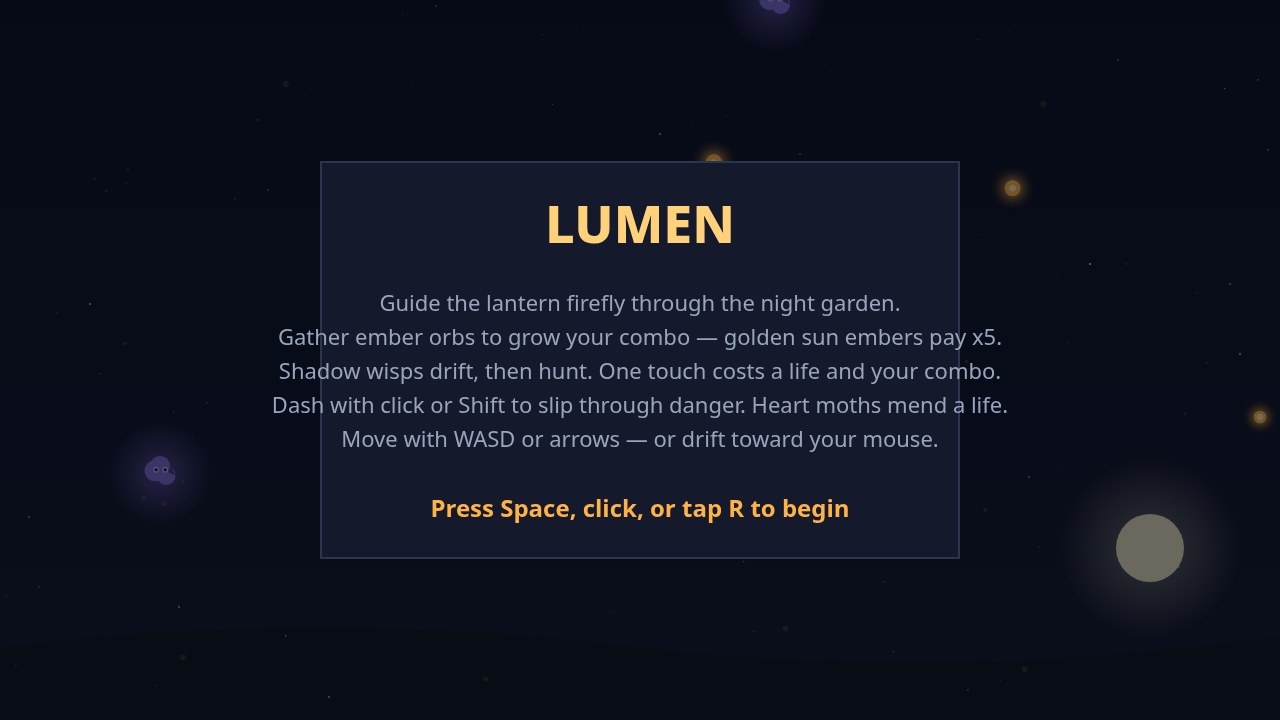 LUMEN
Guide the lantern firefly through the night garden.
Gather ember orbs to grow your combo — golden sun embers pay x5.
Shadow wisps drift, then hunt. One touch costs a life and your combo.
Dash with click or Shift to slip through danger. Heart moths mend a life.
Move with WASD or arrows — or drift toward your mouse.
Press Space, click, or tap R to begin